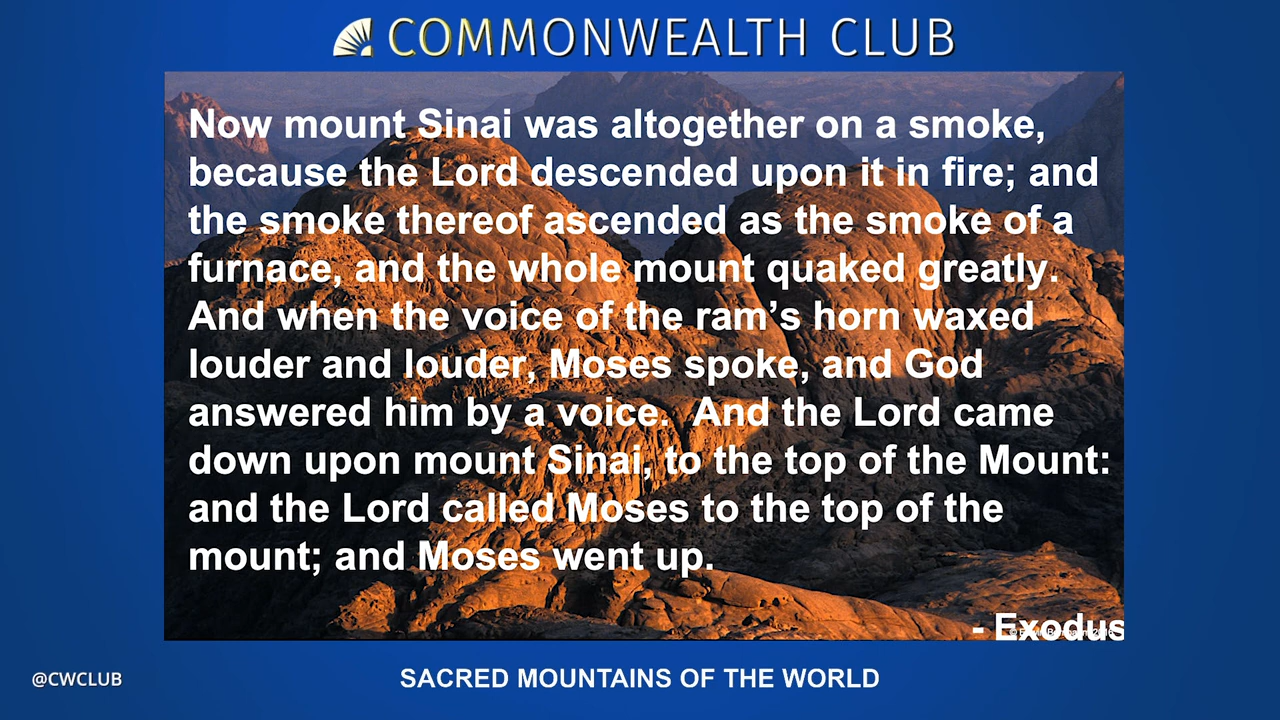 COMMONWEALTH CLUB
Now mount Sinai was altogether on a smoke,
because the Lord descended upon it in fire; and
the smoke thereof ascended as the smoke of a
furnace, and the whole mount quaked greatly.
And when the voice of the ram’s horn waxed
louder and louder, Moses spoke, and God
answered him by a voice.  And the Lord came
down upon mount Sinai, to the top of the Mount:
and the Lord called Moses to the top of the
mount; and Moses went up.
- Exodus
@CWCLUB
SACRED MOUNTAINS OF THE WORLD